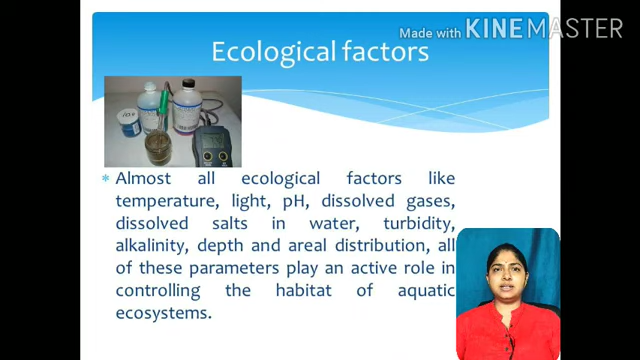 Made with KINEMASTER
Ecological factors
Almost all ecological factors like
temperature, light, pH, dissolved gases,
dissolved salts in water, turbidity,
alkalinity, depth and areal distribution, all
of these parameters play an active role in
controlling the habitat of aquatic
ecosystems.